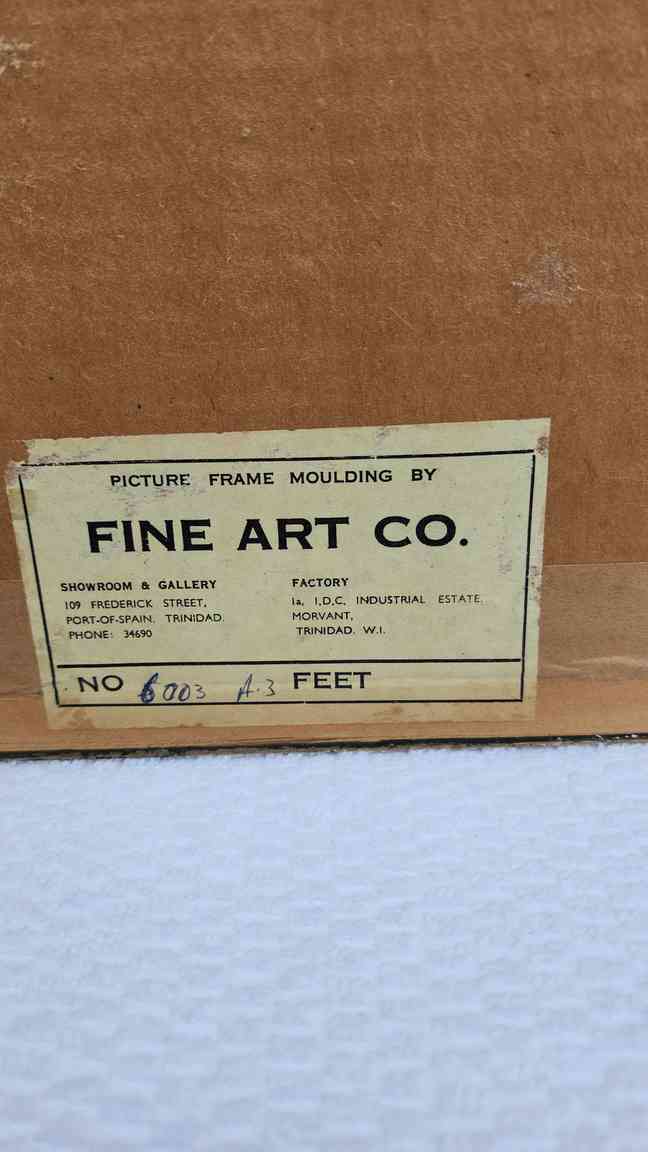 PICTURE FRAME MOULDING BY
FINE ART CO.
SHOWROOM & GALLERY
109 FREDERICK STREET,
PORT-OF-SPAIN. TRINIDAD.
PHONE: 34690
FACTORY
1a, I,D,C, INDUSTRIAL ESTATE.
MORVANT,
TRINIDAD. W.I.
NO 6003 A.3 FEET